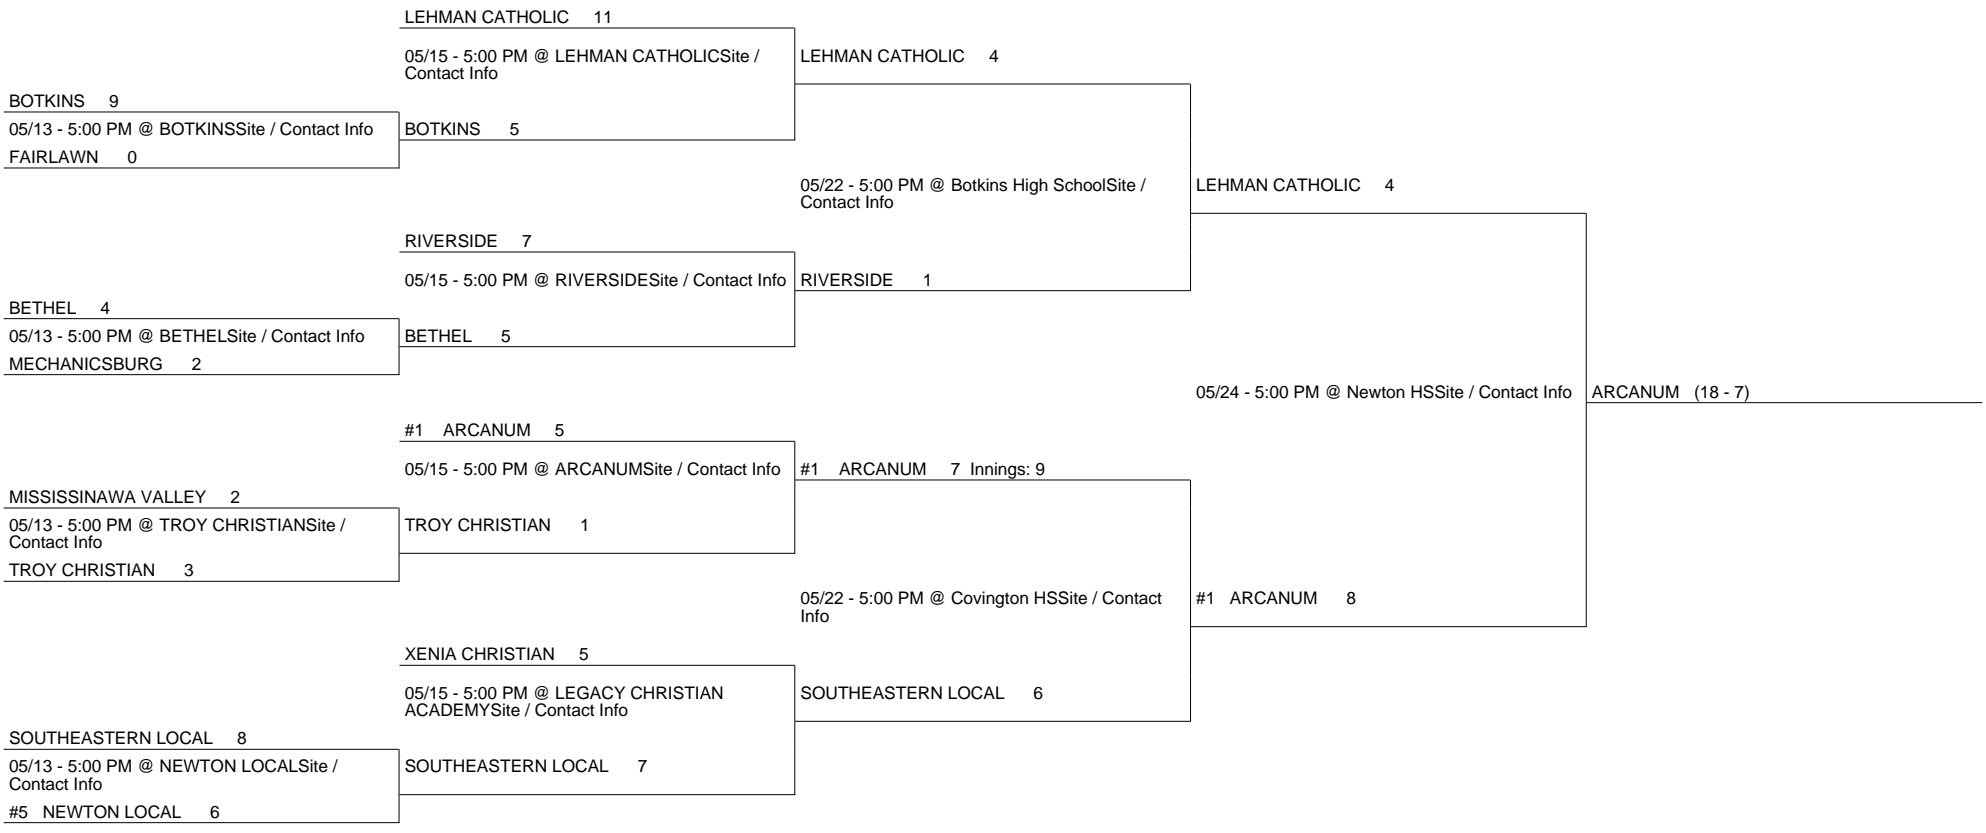 LEHMAN CATHOLIC 11
05/15 - 5:00 PM @ LEHMAN CATHOLICSite /
Contact Info
LEHMAN CATHOLIC 4
BOTKINS 9
05/13 - 5:00 PM @ BOTKINSSite / Contact Info
BOTKINS 5
FAIRLAWN 0
05/22 - 5:00 PM @ Botkins High SchoolSite /
Contact Info
LEHMAN CATHOLIC 4
RIVERSIDE 7
05/15 - 5:00 PM @ RIVERSIDESite / Contact Info
RIVERSIDE 1
BETHEL 4
05/13 - 5:00 PM @ BETHELSite / Contact Info
BETHEL 5
MECHANICSBURG 2
05/24 - 5:00 PM @ Newton HSSite / Contact Info
ARCANUM (18 - 7)
#1 ARCANUM 5
05/15 - 5:00 PM @ ARCANUMSite / Contact Info
#1 ARCANUM 7 Innings: 9
MISSISSINAWA VALLEY 2
05/13 - 5:00 PM @ TROY CHRISTIANSite /
Contact Info
TROY CHRISTIAN 1
TROY CHRISTIAN 3
05/22 - 5:00 PM @ Covington HSSite / Contact
Info
#1 ARCANUM 8
XENIA CHRISTIAN 5
05/15 - 5:00 PM @ LEGACY CHRISTIAN
ACADEMYSite / Contact Info
SOUTHEASTERN LOCAL 6
SOUTHEASTERN LOCAL 8
05/13 - 5:00 PM @ NEWTON LOCALSite /
Contact Info
SOUTHEASTERN LOCAL 7
#5 NEWTON LOCAL 6